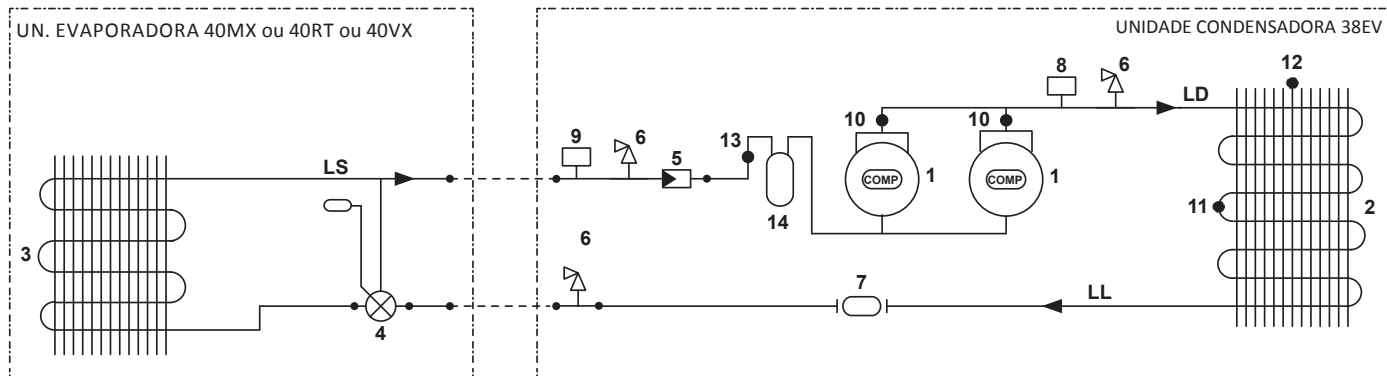 UN. EVAPORADORA 40MX ou 40RT ou 40VX
UNIDADE CONDENSADORA 38EV
12
8
6
LD
10
10
9
6
13
5
COMP
1
COMP
1
LS
14
11
2
3
6
7
LL
4